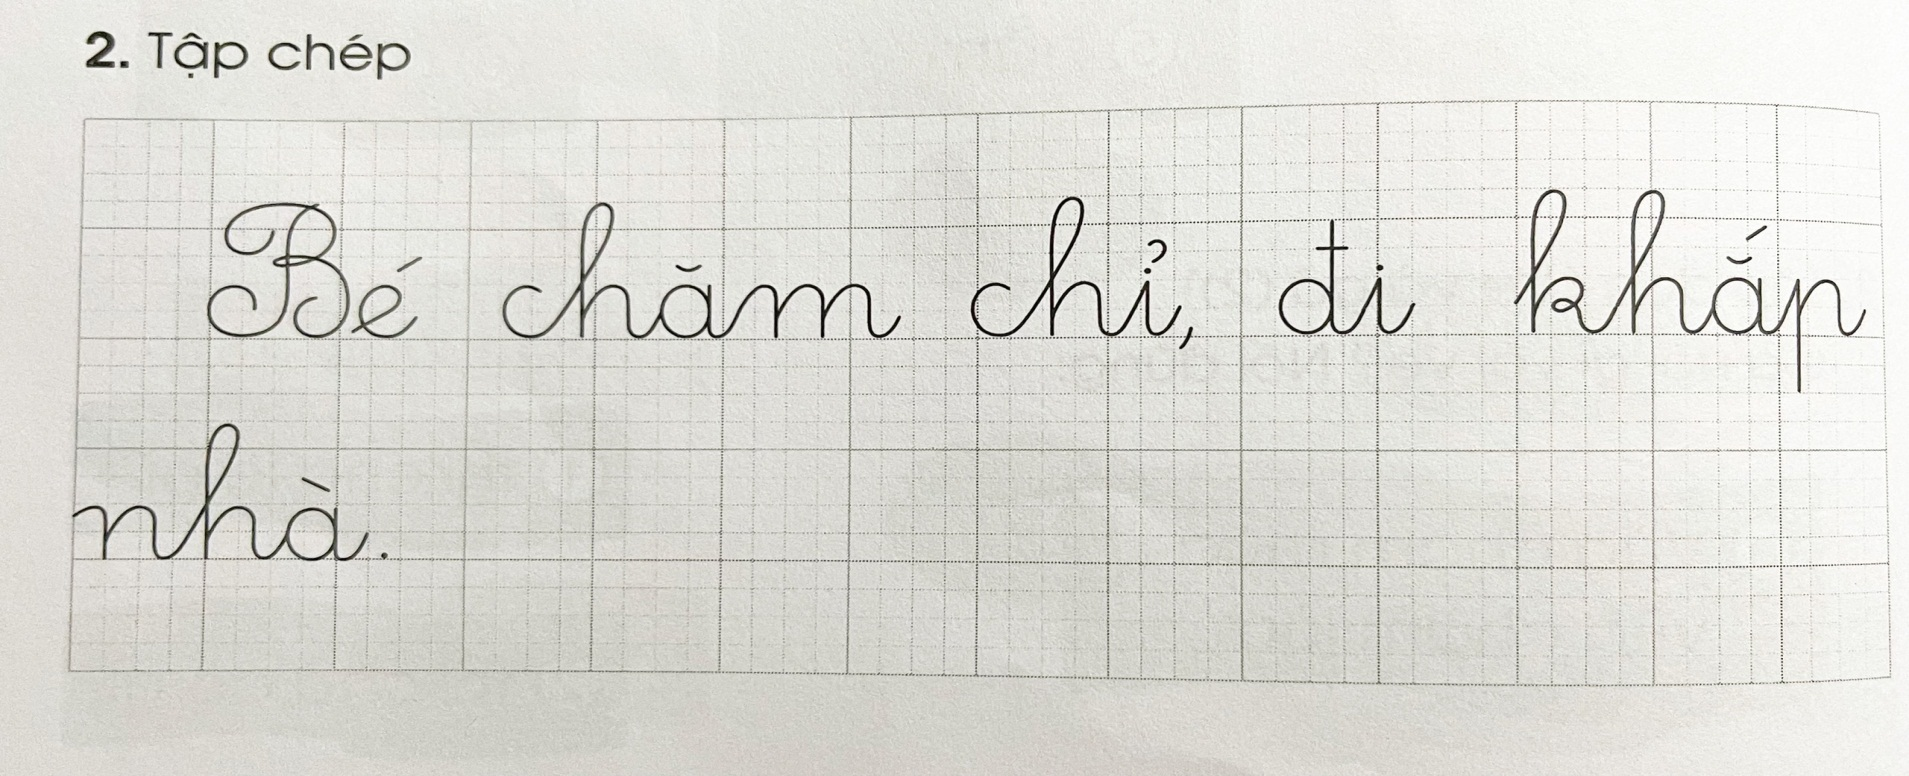 2. Tập chép
Bé chăm chỉ, đi khắp
nhà.